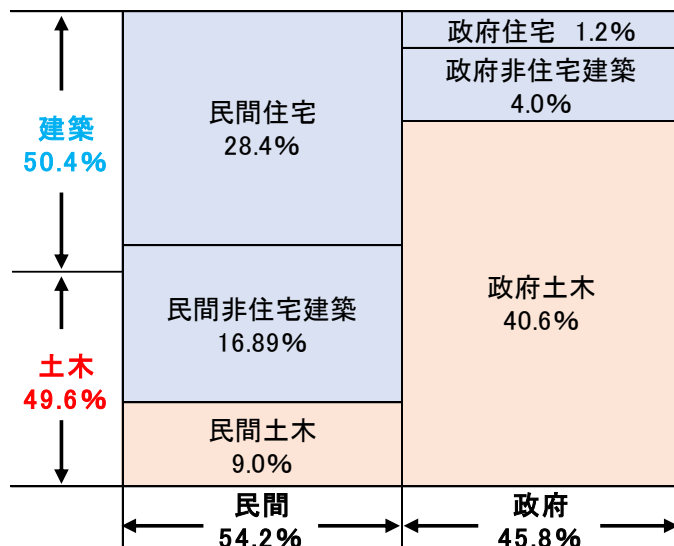 建築
50.4%
土木
49.6%
民間住宅
28.4%
民間非住宅建築
16.89%
民間土木
9.0%
政府住宅 1.2%
政府非住宅建築
4.0%
政府土木
40.6%
民間
54.2%
政府
45.8%